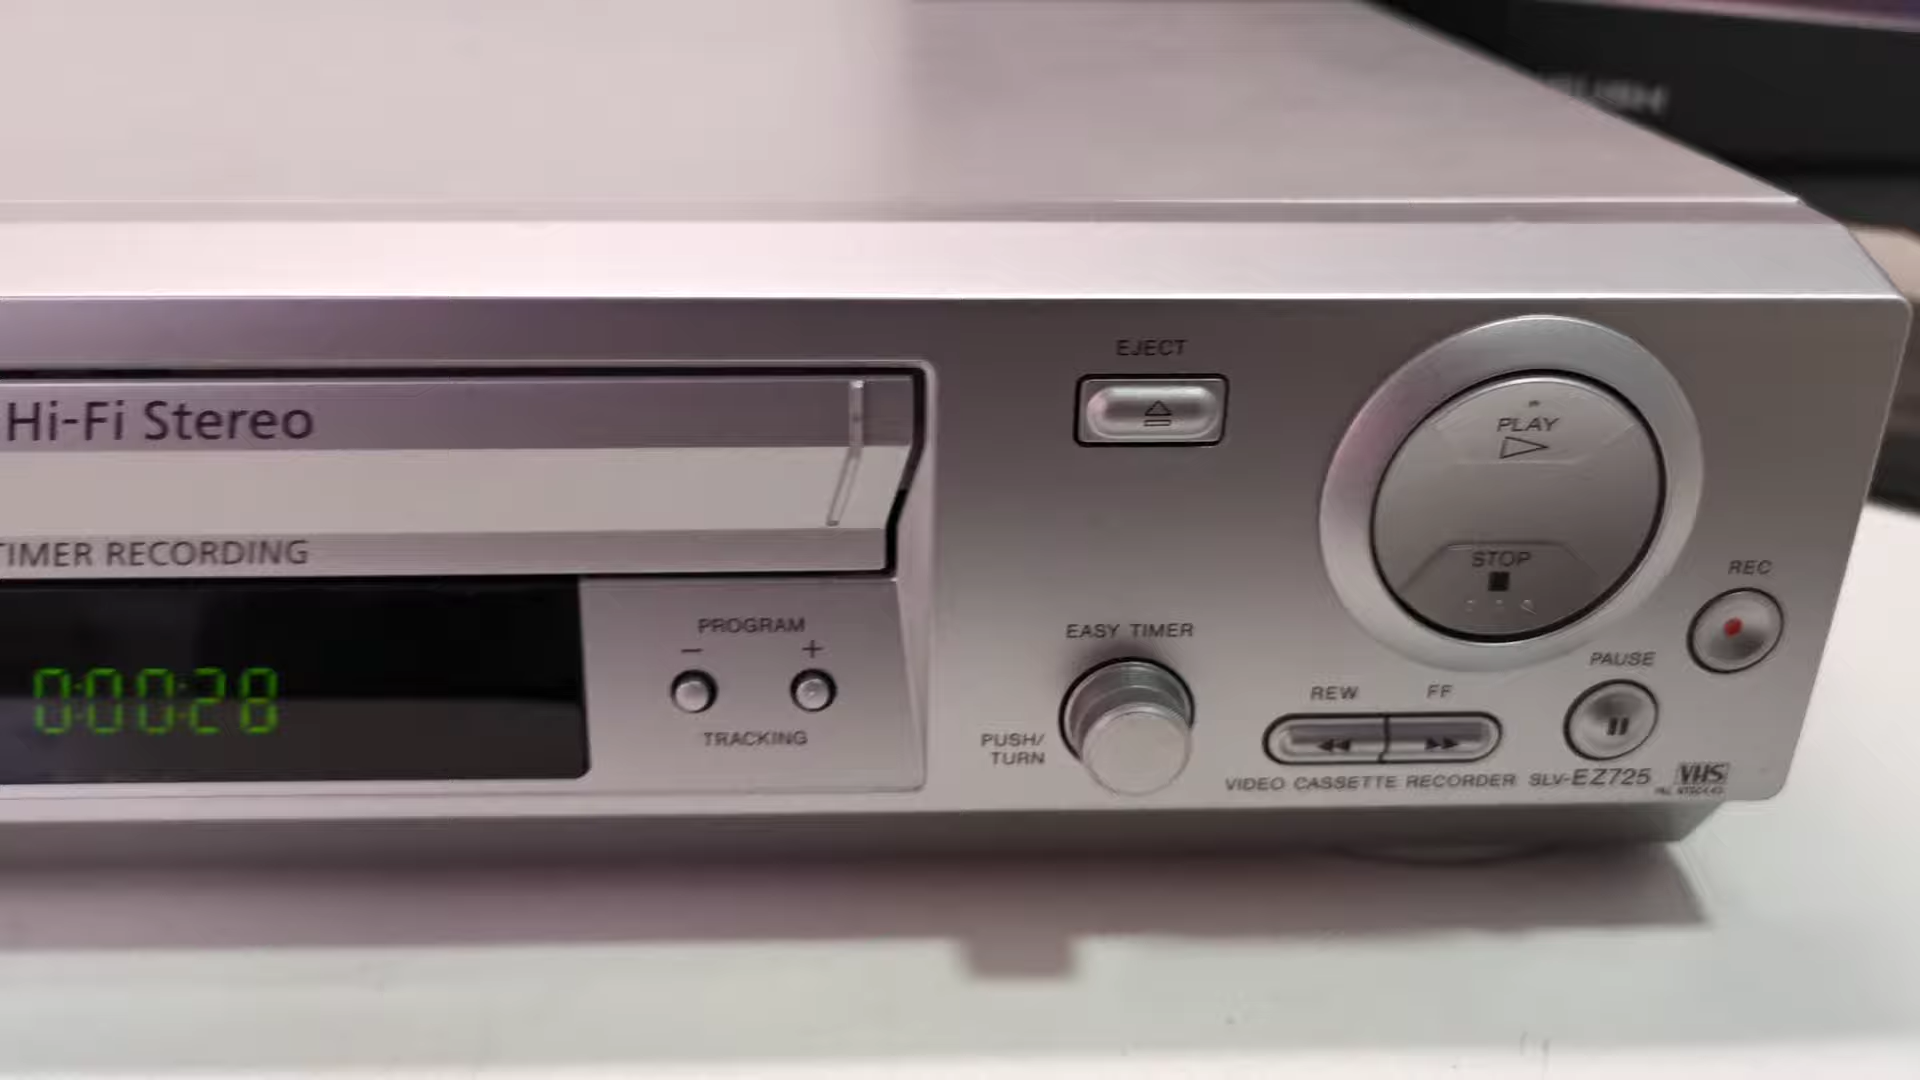 EJECT
Hi-Fi Stereo
PLAY
TIMER RECORDING
STOP
REC
PROGRAM
- +
EASY TIMER
PAUSE
0:00:28
REW FF
TRACKING
PUSH/
TURN
VIDEO CASSETTE RECORDER SLV-EZ725
VHS